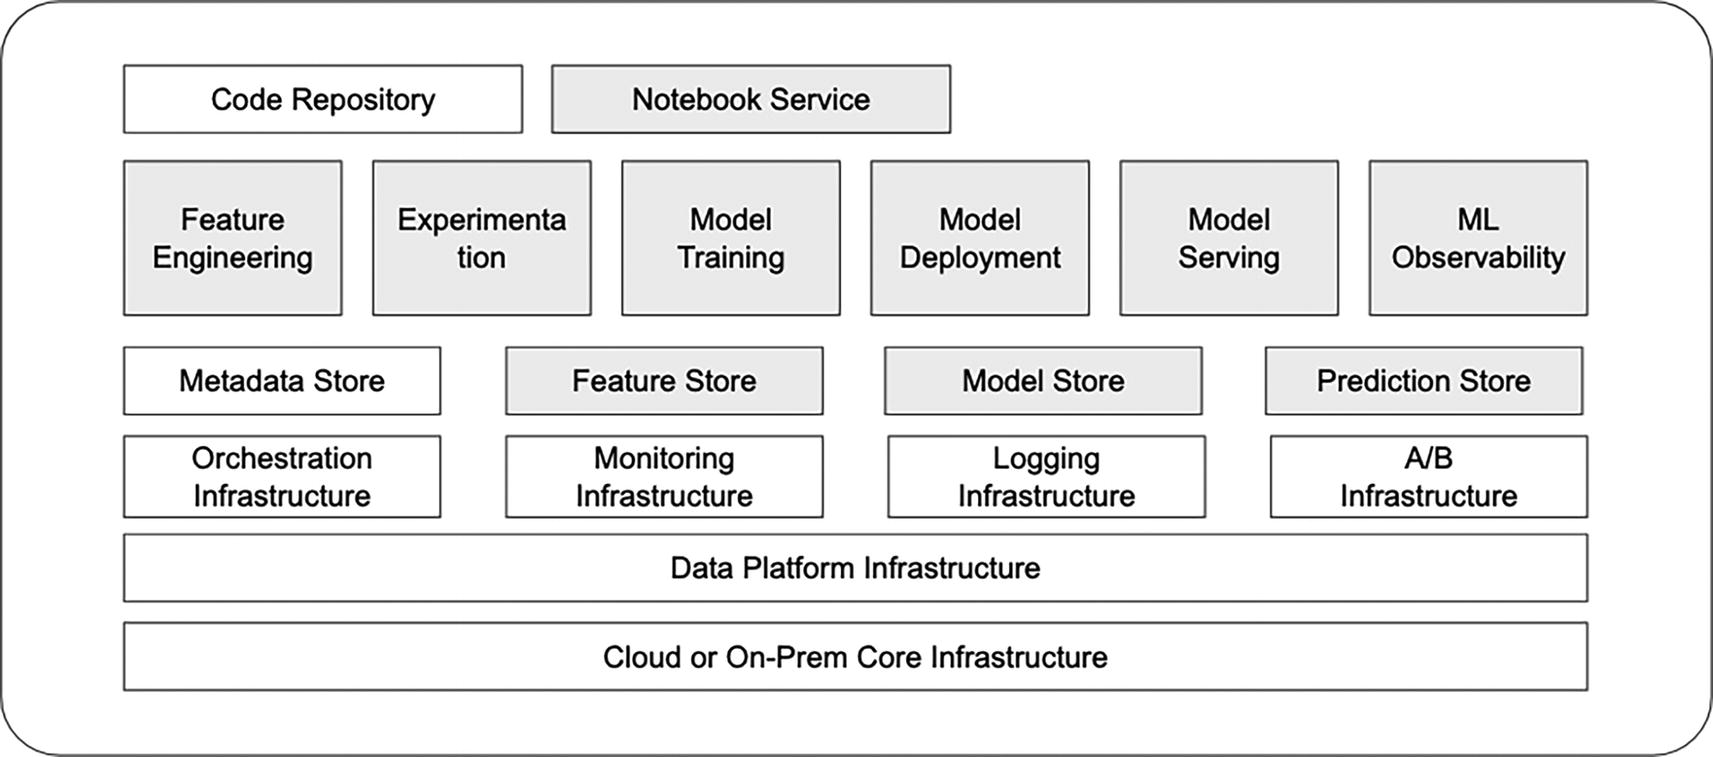 Code Repository
Notebook Service
Feature
Engineering
Experimenta
tion
Model
Training
Model
Deployment
Model
Serving
ML
Observability
Metadata Store
Feature Store
Model Store
Prediction Store
Orchestration
Infrastructure
Monitoring
Infrastructure
Logging
Infrastructure
A/B
Infrastructure
Data Platform Infrastructure
Cloud or On-Prem Core Infrastructure